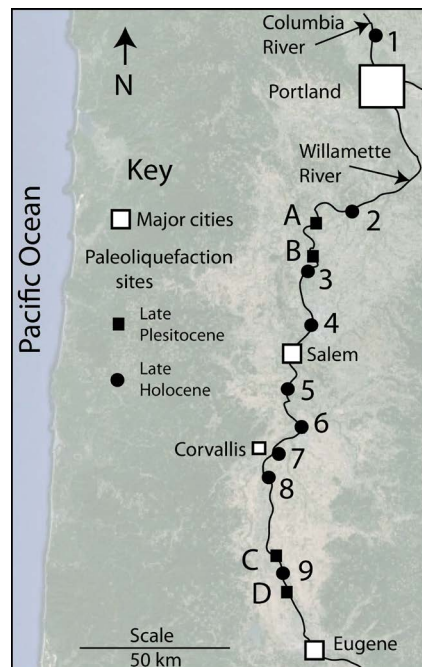 Columbia
River
1
N
Portland
Willamette
River
Key
A
2
Major cities
B
Paleoliquefaction
sites
3
Late
Plesitocene
4
Salem
Late
Holocene
5
6
Corvallis
7
8
C
9
D
Scale
50 km
Eugene
Pacific Ocean